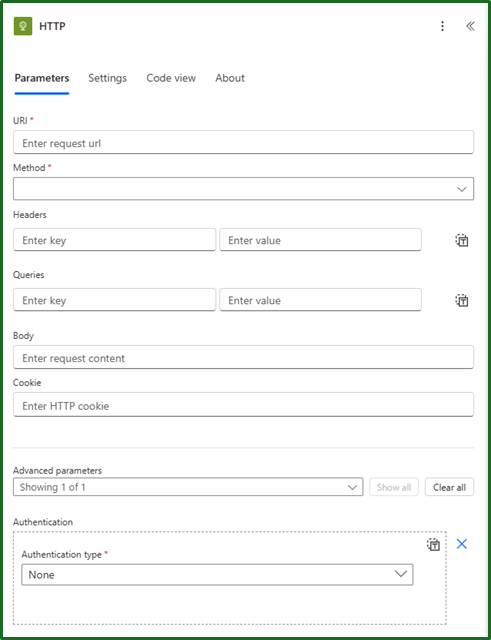 HTTP
Parameters Settings Code view About
URI *
Enter request url
Method *
Headers
Enter key Enter value
Queries
Enter key Enter value
Body
Enter request content
Cookie
Enter HTTP cookie
Advanced parameters
Showing 1 of 1 Show all Clear all
Authentication
Authentication type *
None